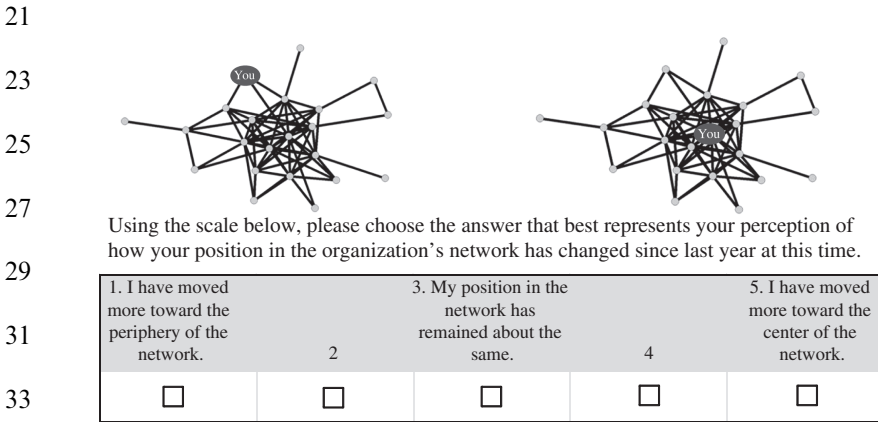 21
23
You
You
25
27
Using the scale below, please choose the answer that best represents your perception of
how your position in the organization's network has changed since last year at this time.
29
1. I have moved
more toward the
periphery of the
network.
2
3. My position in the
network has
remained about the
same.
4
5. I have moved
more toward the
center of the
network.
31
33